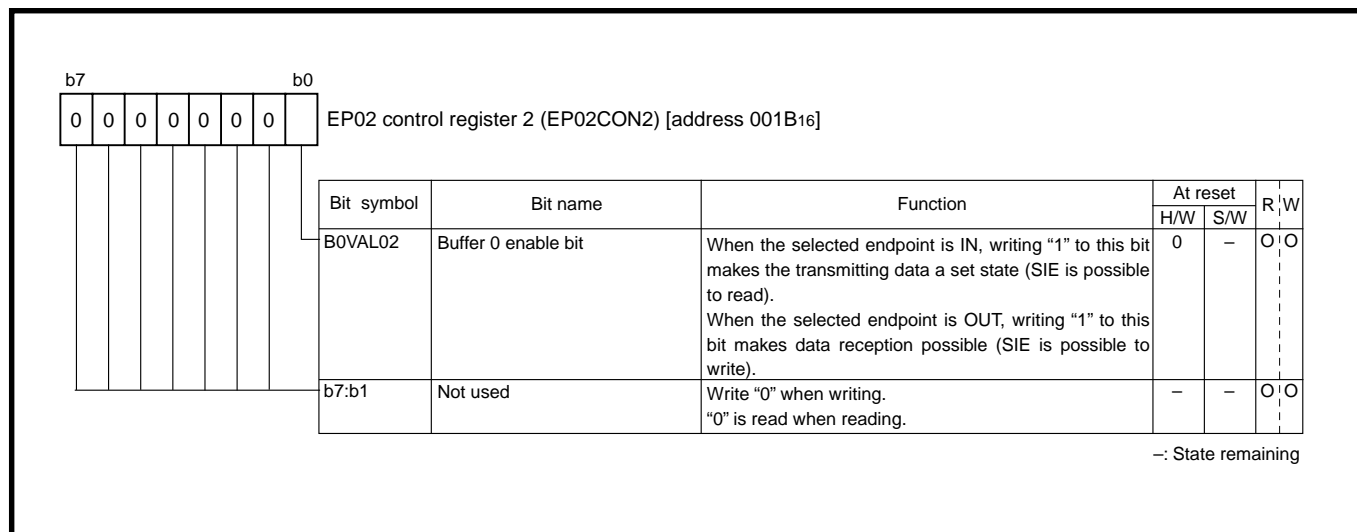 b7 b0
0 0 0 0 0 0 0
EP02 control register 2 (EP02CON2) [address 001B16]
Bit symbol Bit name Function At reset R W
H/W S/W
B0VAL02 Buffer 0 enable bit When the selected endpoint is IN, writing “1” to this bit 0 – O O
makes the transmitting data a set state (SIE is possible
to read).
When the selected endpoint is OUT, writing “1” to this
bit makes data reception possible (SIE is possible to
write).
b7:b1 Not used Write “0” when writing. – – O O
“0” is read when reading.
–: State remaining